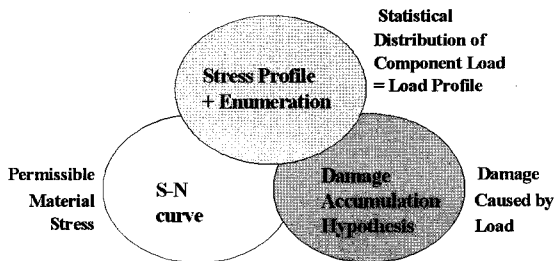 Statistical
Distribution of
Component Load
= Load Profile
Stress Profile
+ Enumeration
Permissible
Material
Stress
S-N
curve
Damage
Accumulation
Hypothesis
Damage
Caused by
Load